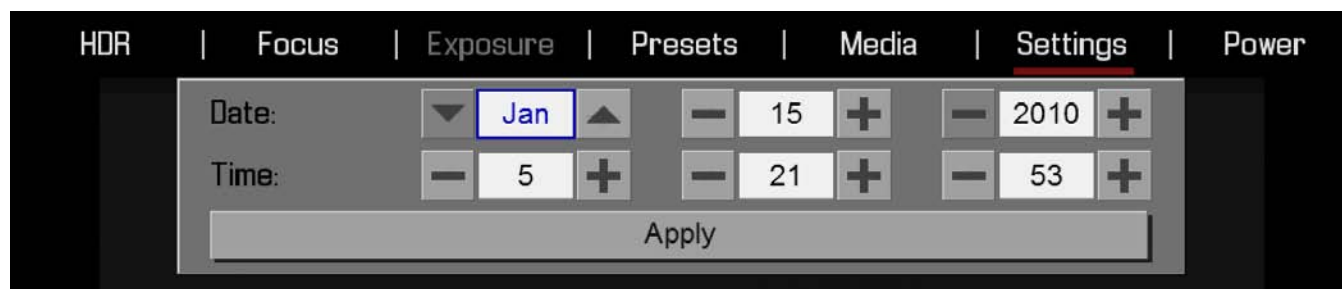 HDR | Focus | Exposure | Presets | Media | Settings | Power
Date: Jan 15 2010
Time: 5 21 53
Apply